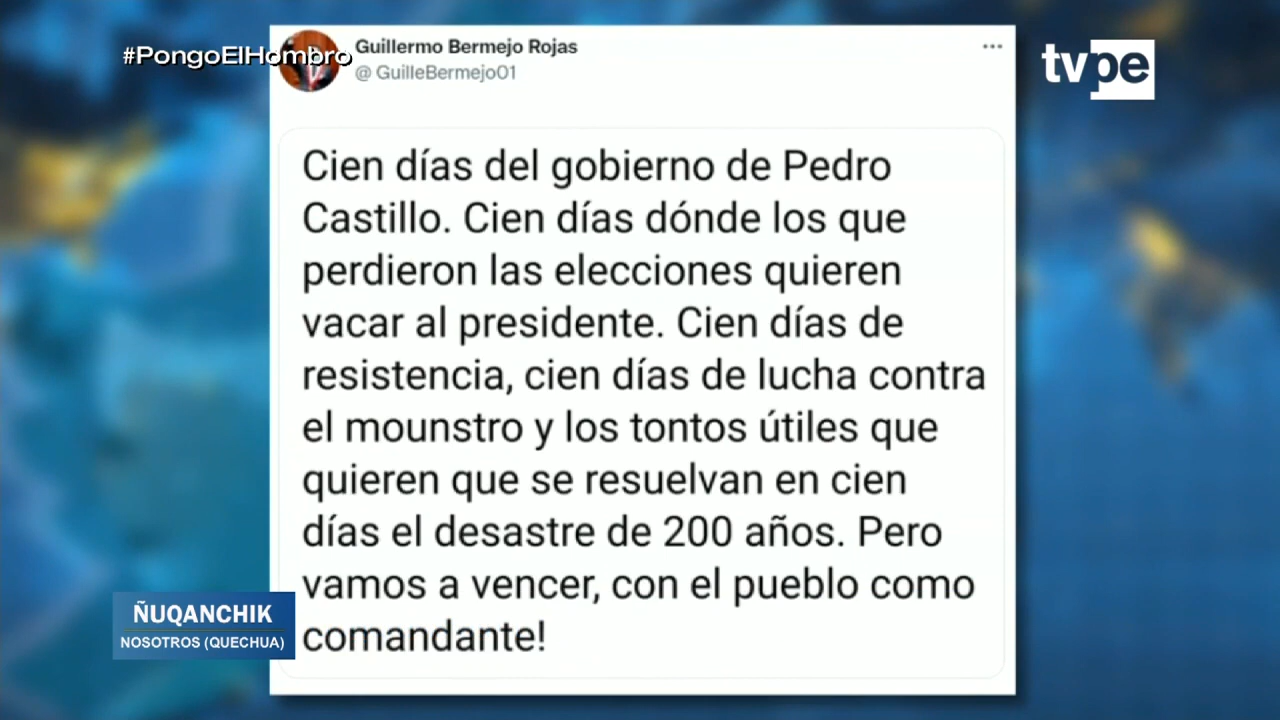 #PongoElHombro
Guillermo Bermejo Rojas
@GuilleBermejo01
tvpe
Cien días del gobierno de Pedro
Castillo. Cien días dónde los que
perdieron las elecciones quieren
vacar al presidente. Cien días de
resistencia, cien días de lucha contra
el mounstro y los tontos útiles que
quieren que se resuelvan en cien
días el desastre de 200 años. Pero
vamos a vencer, con el pueblo como
comandante!
ÑUQANCHIK
NOSOTROS (QUECHUA)